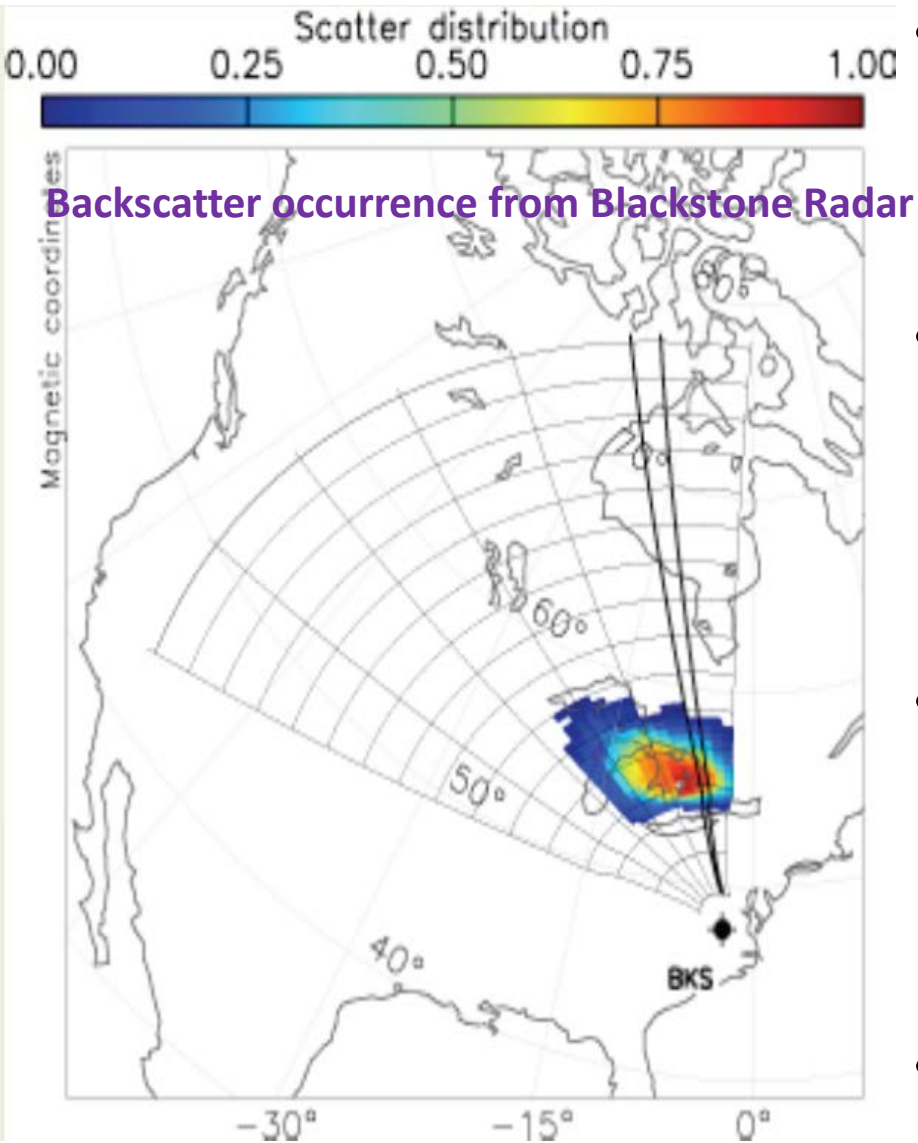 Scatter distribution
0.00 0.25 0.50 0.75 1.00
Backscatter occurrence from Blackstone Radar
Magnetic coordinates
60°
50°
40°
BKS
-30° -15° 0°